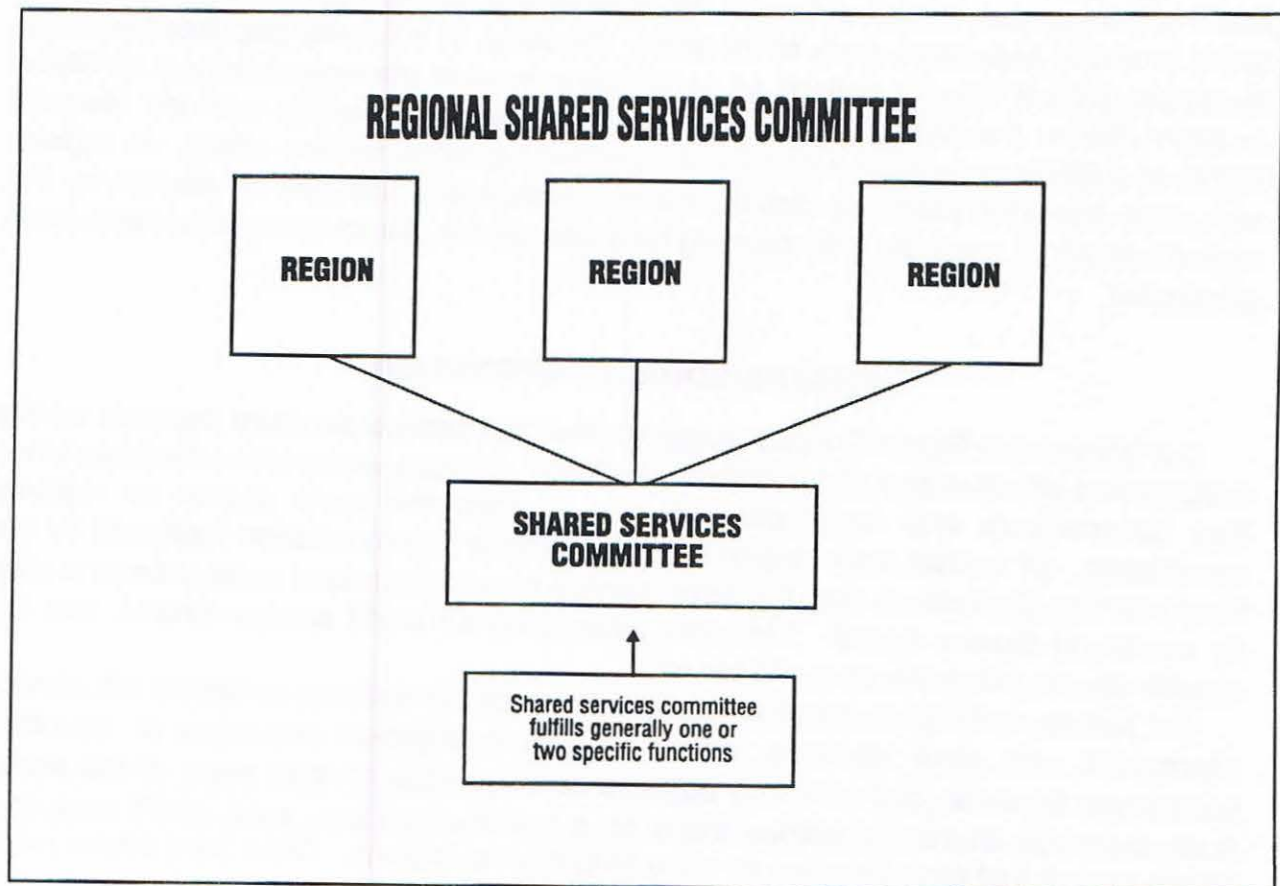 REGIONAL SHARED SERVICES COMMITTEE
REGION
REGION
REGION
SHARED SERVICES
COMMITTEE
Shared services committee
fulfills generally one or
two specific functions